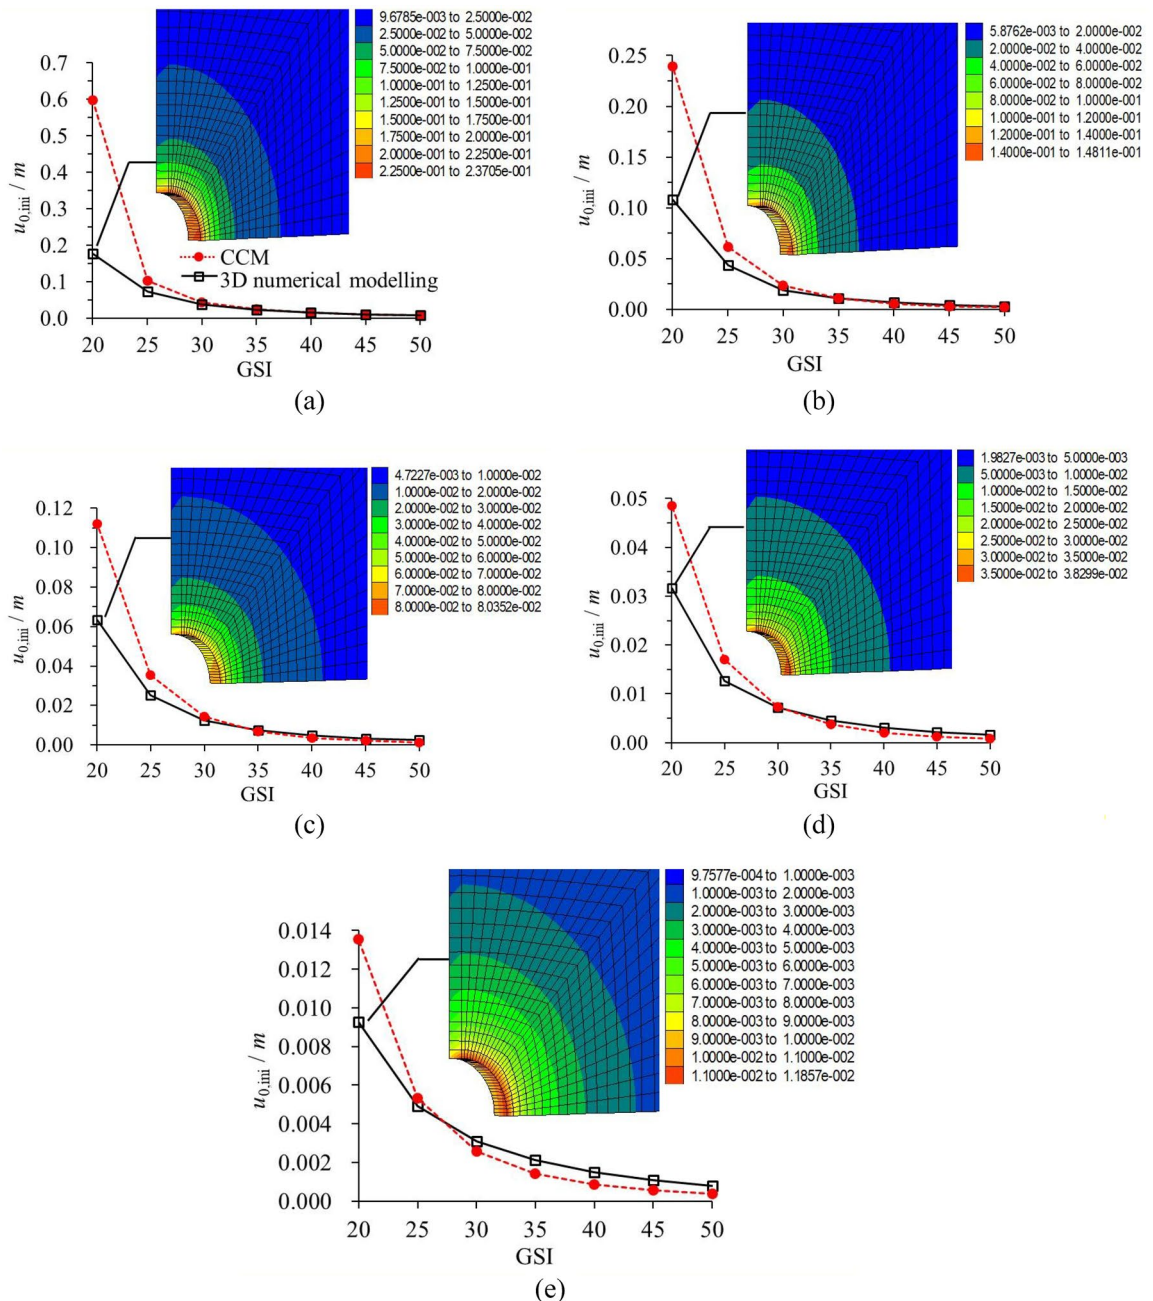 9.6785e-003 to 2.5000e-002
2.5000e-002 to 5.0000e-002
5.0000e-002 to 7.5000e-002
7.5000e-002 to 1.0000e-001
1.0000e-001 to 1.2500e-001
1.2500e-001 to 1.5000e-001
1.5000e-001 to 1.7500e-001
1.7500e-001 to 2.0000e-001
2.0000e-001 to 2.2500e-001
2.2500e-001 to 2.3705e-001
0.7
0.6
0.5
0.4
0.3
0.2
0.1
0.0
u0,ini / m
CCM
3D numerical modelling
20 25 30 35 40 45 50
GSI
(a)
5.8762e-003 to 2.0000e-002
2.0000e-002 to 4.0000e-002
4.0000e-002 to 6.0000e-002
6.0000e-002 to 8.0000e-002
8.0000e-002 to 1.0000e-001
1.0000e-001 to 1.2000e-001
1.2000e-001 to 1.4000e-001
1.4000e-001 to 1.4811e-001
0.25
0.20
0.15
0.10
0.05
0.00
u0,ini / m
20 25 30 35 40 45 50
GSI
(b)
4.7227e-003 to 1.0000e-002
1.0000e-002 to 2.0000e-002
2.0000e-002 to 3.0000e-002
3.0000e-002 to 4.0000e-002
4.0000e-002 to 5.0000e-002
5.0000e-002 to 6.0000e-002
6.0000e-002 to 7.0000e-002
7.0000e-002 to 8.0000e-002
8.0000e-002 to 8.0352e-002
0.12
0.10
0.08
0.06
0.04
0.02
0.00
u0,ini / m
20 25 30 35 40 45 50
GSI
(c)
1.9827e-003 to 5.0000e-003
5.0000e-003 to 1.0000e-002
1.0000e-002 to 1.5000e-002
1.5000e-002 to 2.0000e-002
2.0000e-002 to 2.5000e-002
2.5000e-002 to 3.0000e-002
3.0000e-002 to 3.5000e-002
3.5000e-002 to 3.8299e-002
0.05
0.04
0.03
0.02
0.01
0.00
u0,ini / m
20 25 30 35 40 45 50
GSI
(d)
9.7577e-004 to 1.0000e-003
1.0000e-003 to 2.0000e-003
2.0000e-003 to 3.0000e-003
3.0000e-003 to 4.0000e-003
4.0000e-003 to 5.0000e-003
5.0000e-003 to 6.0000e-003
6.0000e-003 to 7.0000e-003
7.0000e-003 to 8.0000e-003
8.0000e-003 to 9.0000e-003
9.0000e-003 to 1.0000e-002
1.0000e-002 to 1.1000e-002
1.1000e-002 to 1.1857e-002
0.014
0.012
0.010
0.008
0.006
0.004
0.002
0.000
u0,ini / m
20 25 30 35 40 45 50
GSI
(e)